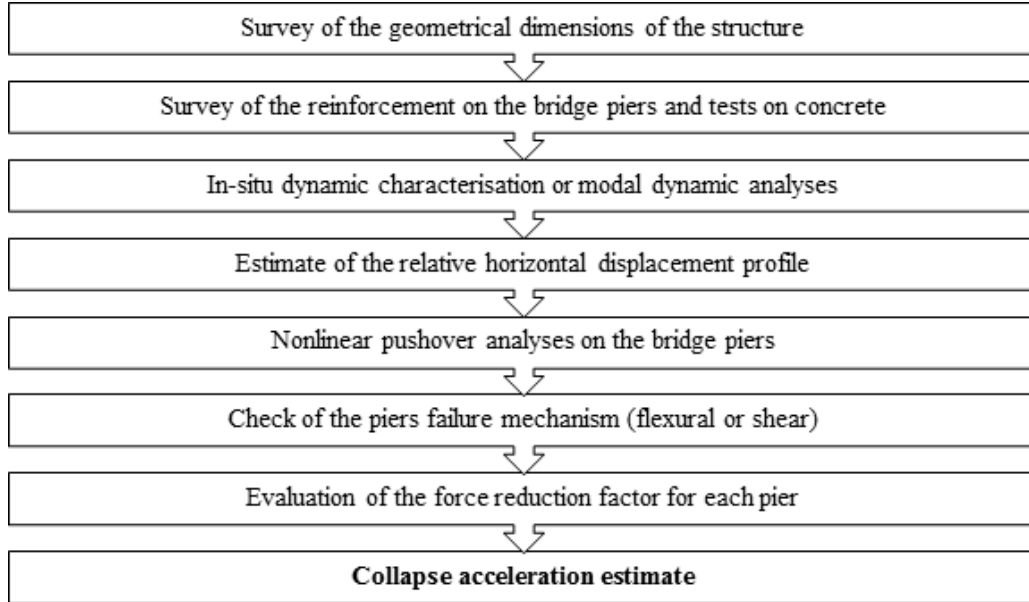 Survey of the geometrical dimensions of the structure
Survey of the reinforcement on the bridge piers and tests on concrete
In-situ dynamic characterisation or modal dynamic analyses
Estimate of the relative horizontal displacement profile
Nonlinear pushover analyses on the bridge piers
Check of the piers failure mechanism (flexural or shear)
Evaluation of the force reduction factor for each pier
Collapse acceleration estimate